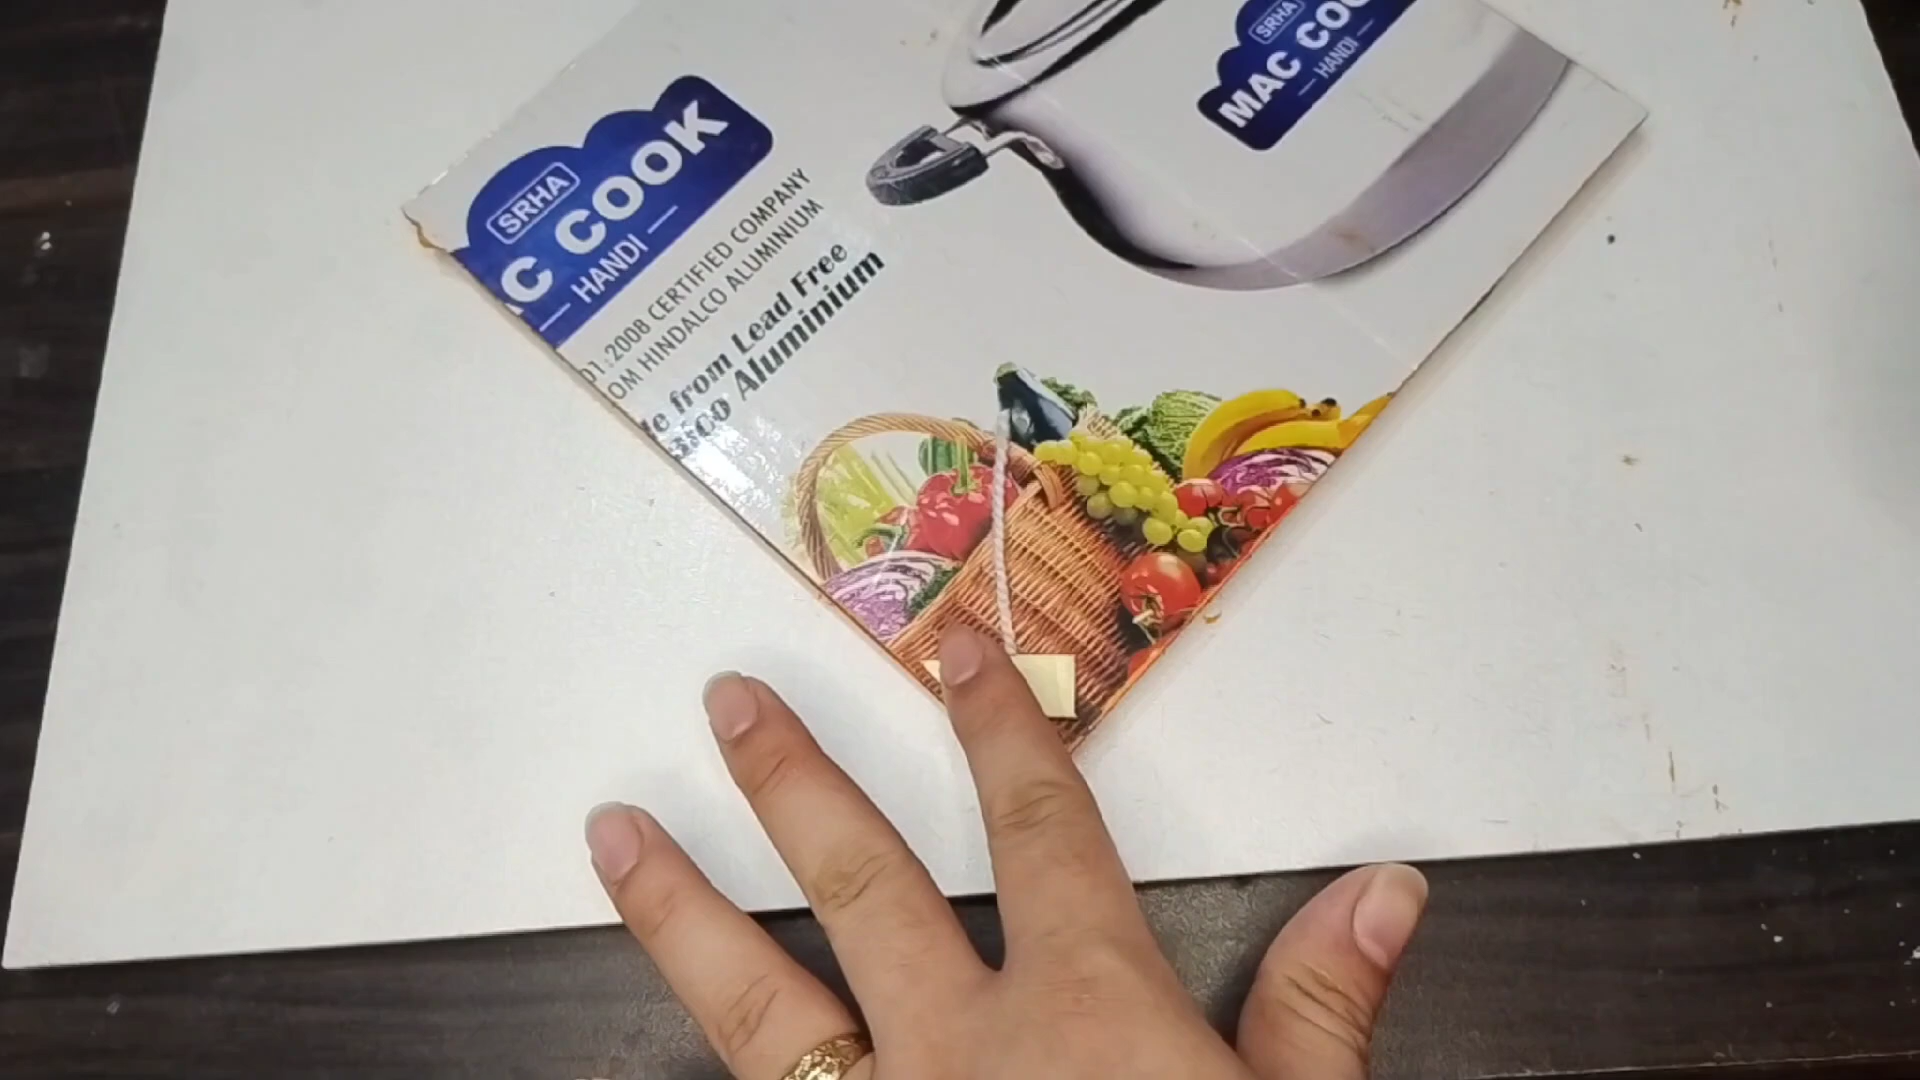 SRHA
C COOK
HANDI
01:2008 CERTIFIED COMPANY
OM HINDALCO ALUMINIUM
from Lead Free
Aluminium
SRHA
MAC COO
HANDI